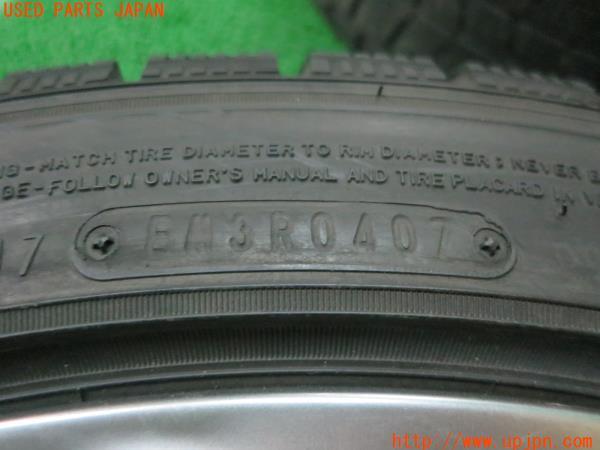 USED PARTS JAPAN
-MATCH TIRE DIAMETER TO RIM DIAMETER; NEVER
GE-FOLLOW OWNER'S MANUAL AND TIRE PLACARD IN
7 EM3R0407
http://www.upjpn.com/